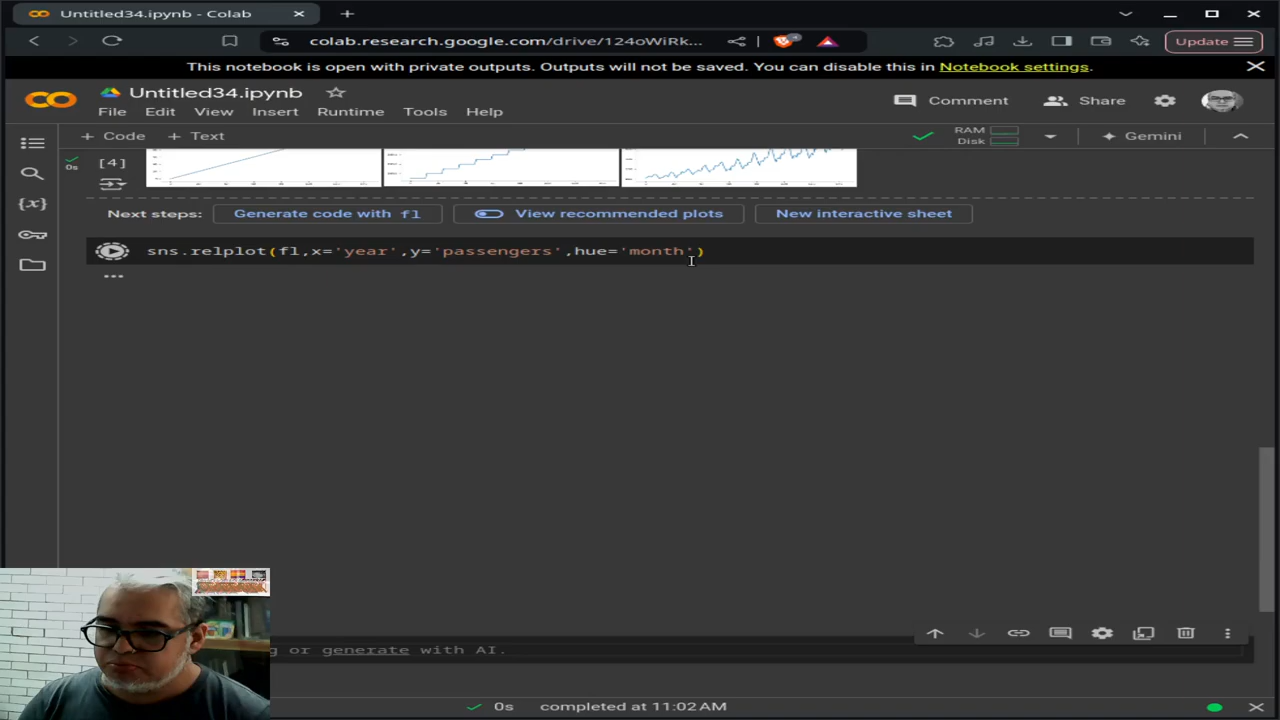 Untitled34.ipynb - Colab
colab.research.google.com/drive/124oWiRk...
Update
This notebook is open with private outputs. Outputs will not be saved. You can disable this in Notebook settings.
Untitled34.ipynb
File Edit View Insert Runtime Tools Help
Comment
Share
+ Code + Text
RAM
Disk
Gemini
0s
[4]
Next steps: Generate code with fl View recommended plots New interactive sheet
{x}
sns.relplot(fl,x='year',y='passengers',hue='month')
or generate with AI.
0s completed at 11:02 AM